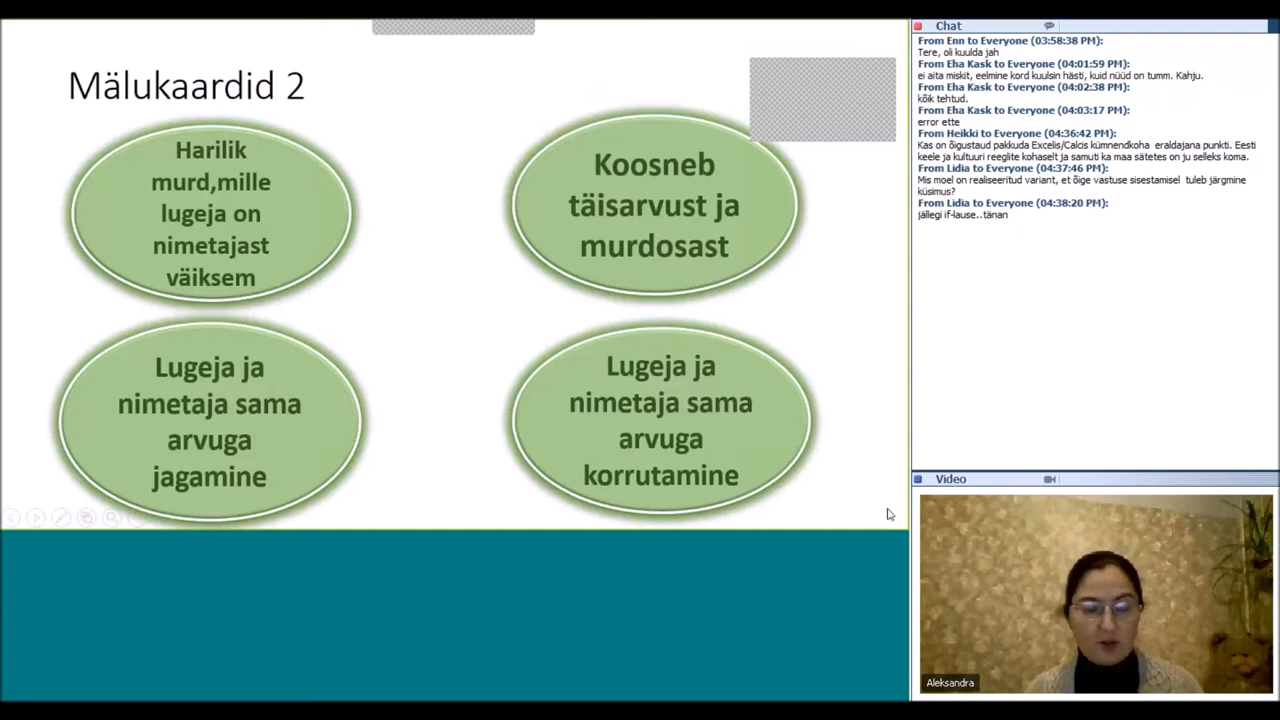 Mälukaardid 2
Harilik
murd,mille
lugeja on
nimetajast
väiksem
Koosneb
täisarvust ja
murdosast
Lugeja ja
nimetaja sama
arvuga
jagamine
Lugeja ja
nimetaja sama
arvuga
korrutamine
Chat
From Enn to Everyone (03:58:38 PM):
Tere, oli kuulda jah
From Eha Kask to Everyone (04:01:59 PM):
ei aita miskit, eelmine kord kuulsin hästi, kuid nüüd on tumm. Kahju.
From Eha Kask to Everyone (04:02:38 PM):
kõik tehtud.
From Eha Kask to Everyone (04:03:17 PM):
error ette
From Heikki to Everyone (04:36:42 PM):
Kas on õigustaud pakkuda Excelis/Calcis kümnendkoha eraldajana punkti. Eesti
keele ja kultuuri reeglite kohaselt ja samuti ka maa sätetes on ju selleks koma.
From Lidia to Everyone (04:37:46 PM):
Mis moel on realiseeritud variant, et õige vastuse sisestamisel tuleb järgmine
küsimus?
From Lidia to Everyone (04:38:20 PM):
jällegi if-lause..tänan
Video
Aleksandra